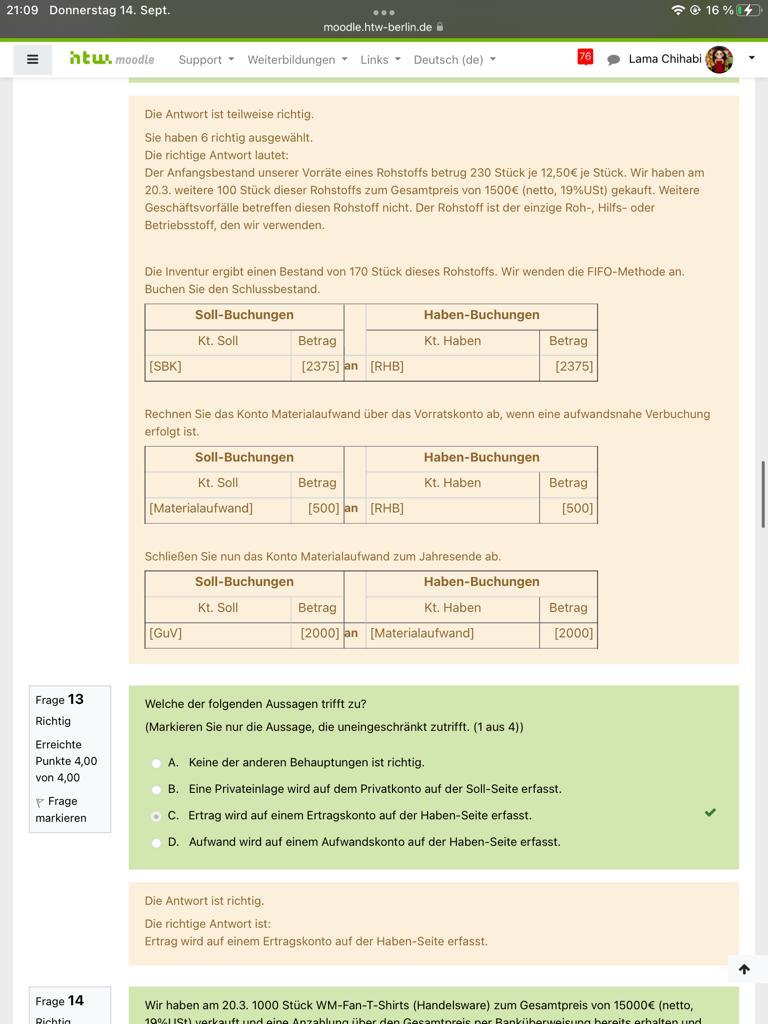 21:09 Donnerstag 14. Sept.
16 %
moodle.htw-berlin.de
htw. moodle Support Weiterbildungen Links Deutsch (de) 76 Lama Chihabi
Die Antwort ist teilweise richtig.
Sie haben 6 richtig ausgewählt.
Die richtige Antwort lautet:
Der Anfangsbestand unserer Vorräte eines Rohstoffs betrug 230 Stück je 12,50€ je Stück. Wir haben am
20.3. weitere 100 Stück dieser Rohstoffs zum Gesamtpreis von 1500€ (netto, 19%USt) gekauft. Weitere
Geschäftsvorfälle betreffen diesen Rohstoff nicht. Der Rohstoff ist der einzige Roh-, Hilfs- oder
Betriebsstoff, den wir verwenden.
Die Inventur ergibt einen Bestand von 170 Stück dieses Rohstoffs. Wir wenden die FIFO-Methode an.
Buchen Sie den Schlussbestand.
Soll-Buchungen Haben-Buchungen
Kt. Soll Betrag Kt. Haben Betrag
[SBK] [2375] an [RHB] [2375]
Rechnen Sie das Konto Materialaufwand über das Vorratskonto ab, wenn eine aufwandsnahe Verbuchung
erfolgt ist.
Soll-Buchungen Haben-Buchungen
Kt. Soll Betrag Kt. Haben Betrag
[Materialaufwand] [500] an [RHB] [500]
Schließen Sie nun das Konto Materialaufwand zum Jahresende ab.
Soll-Buchungen Haben-Buchungen
Kt. Soll Betrag Kt. Haben Betrag
[GuV] [2000] an [Materialaufwand] [2000]
Frage 13
Richtig
Erreichte
Punkte 4,00
von 4,00
Frage
markieren
Welche der folgenden Aussagen trifft zu?
(Markieren Sie nur die Aussage, die uneingeschränkt zutrifft. (1 aus 4))
A. Keine der anderen Behauptungen ist richtig.
B. Eine Privateinlage wird auf dem Privatkonto auf der Soll-Seite erfasst.
C. Ertrag wird auf einem Ertragskonto auf der Haben-Seite erfasst.
D. Aufwand wird auf einem Aufwandskonto auf der Haben-Seite erfasst.
Die Antwort ist richtig.
Die richtige Antwort ist:
Ertrag wird auf einem Ertragskonto auf der Haben-Seite erfasst.
Frage 14
Richtig
Wir haben am 20.3. 1000 Stück WM-Fan-T-Shirts (Handelsware) zum Gesamtpreis von 15000€ (netto,
19%USt) verkauft und eine Anzahlung über den Gesamtpreis per Banküberweisung bereits erhalten und